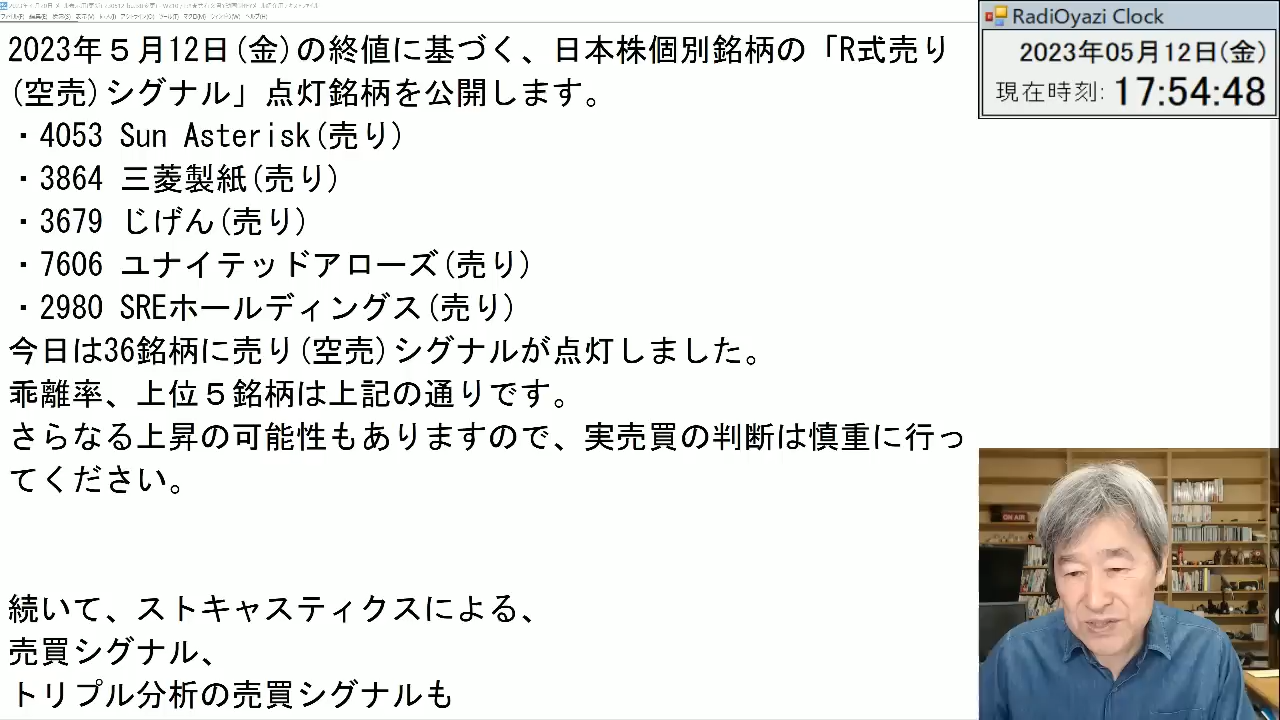 2023年５月12日(金)の終値に基づく、日本株個別銘柄の「R式売り
(空売)シグナル」点灯銘柄を公開します。
・4053 Sun Asterisk(売り)
・3864 三菱製紙(売り)
・3679 じげん(売り)
・7606 ユナイテッドアローズ(売り)
・2980 SREホールディングス(売り)
今日は36銘柄に売り(空売)シグナルが点灯しました。
乖離率、上位５銘柄は上記の通りです。
さらなる上昇の可能性もありますので、実売買の判断は慎重に行っ
てください。
続いて、ストキャスティクスによる、
売買シグナル、
トリプル分析の売買シグナルも
RadiOyazi Clock
2023年05月12日(金)
現在時刻: 17:54:48
ON AIR